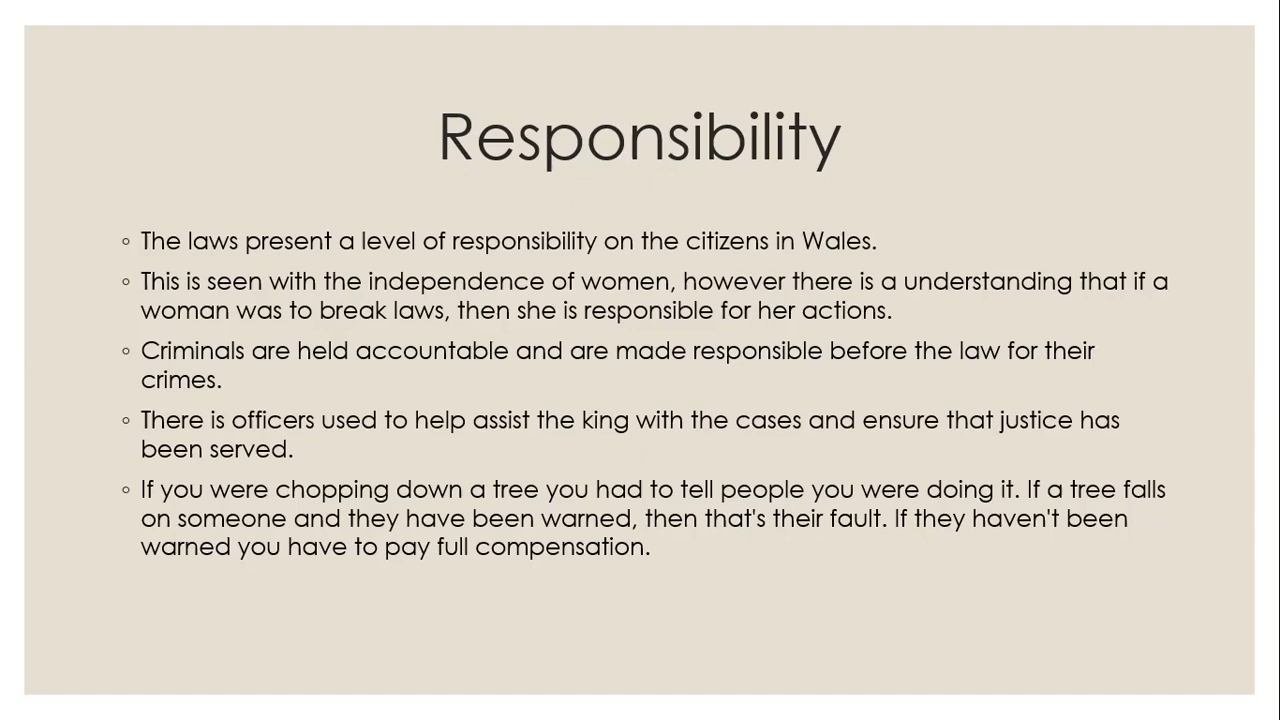 Responsibility
◦ The laws present a level of responsibility on the citizens in Wales.
◦ This is seen with the independence of women, however there is a understanding that if a
woman was to break laws, then she is responsible for her actions.
◦ Criminals are held accountable and are made responsible before the law for their
crimes.
◦ There is officers used to help assist the king with the cases and ensure that justice has
been served.
◦ If you were chopping down a tree you had to tell people you were doing it. If a tree falls
on someone and they have been warned, then that's their fault. If they haven't been
warned you have to pay full compensation.